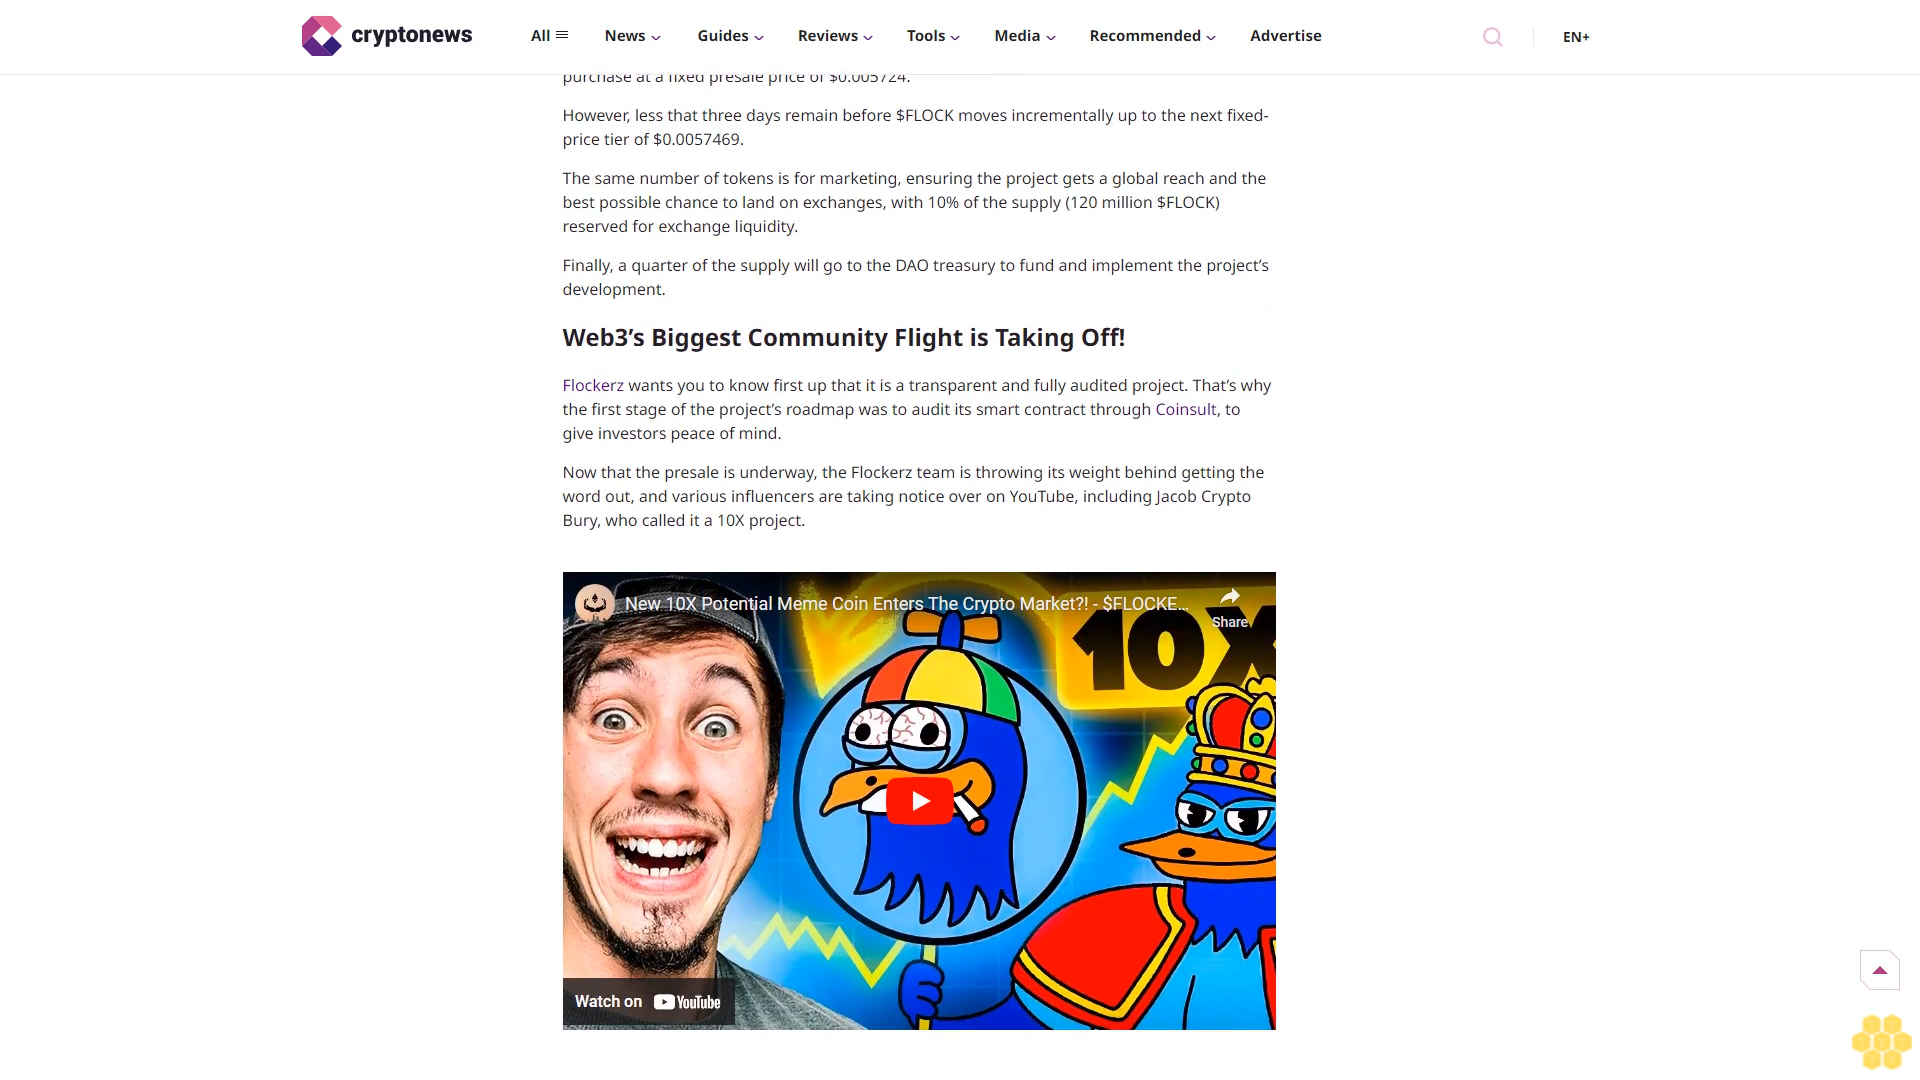 cryptonews
All
News
Guides
Reviews
Tools
Media
Recommended
Advertise
EN+
purchase at a fixed presale price of $0.005724.
However, less that three days remain before $FLOCK moves incrementally up to the next fixed-
price tier of $0.0057469.
The same number of tokens is for marketing, ensuring the project gets a global reach and the
best possible chance to land on exchanges, with 10% of the supply (120 million $FLOCK)
reserved for exchange liquidity.
Finally, a quarter of the supply will go to the DAO treasury to fund and implement the project’s
development.
Web3’s Biggest Community Flight is Taking Off!
Flockerz wants you to know first up that it is a transparent and fully audited project. That’s why
the first stage of the project’s roadmap was to audit its smart contract through Coinsult, to
give investors peace of mind.
Now that the presale is underway, the Flockerz team is throwing its weight behind getting the
word out, and various influencers are taking notice over on YouTube, including Jacob Crypto
Bury, who called it a 10X project.
New 10X Potential Meme Coin Enters The Crypto Market?! - $FLOCKE...
Share
10X
Watch on YouTube